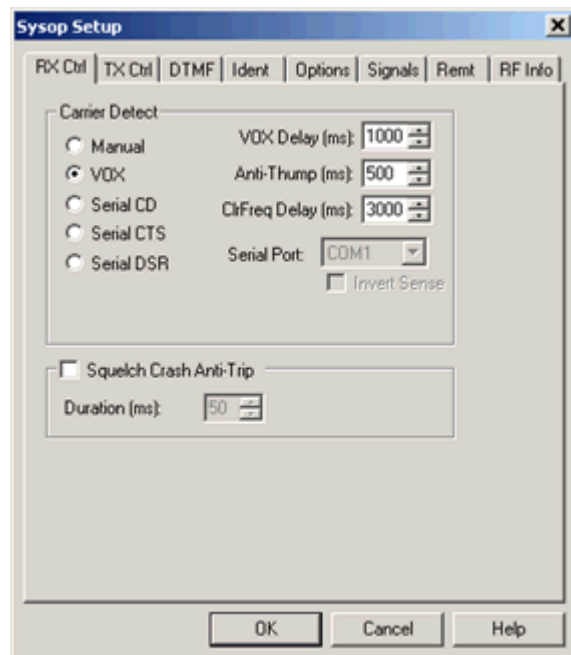 Sysop Setup
RX Ctrl TX Ctrl DTMF Ident Options Signals Remt RF Info
Carrier Detect
Manual
VOX
Serial CD
Serial CTS
Serial DSR
VOX Delay (ms): 1000
Anti-Thump (ms): 500
ClrFreq Delay (ms): 3000
Serial Port: COM1
Invert Sense
Squelch Crash Anti-Trip
Duration (ms): 50
OK Cancel Help